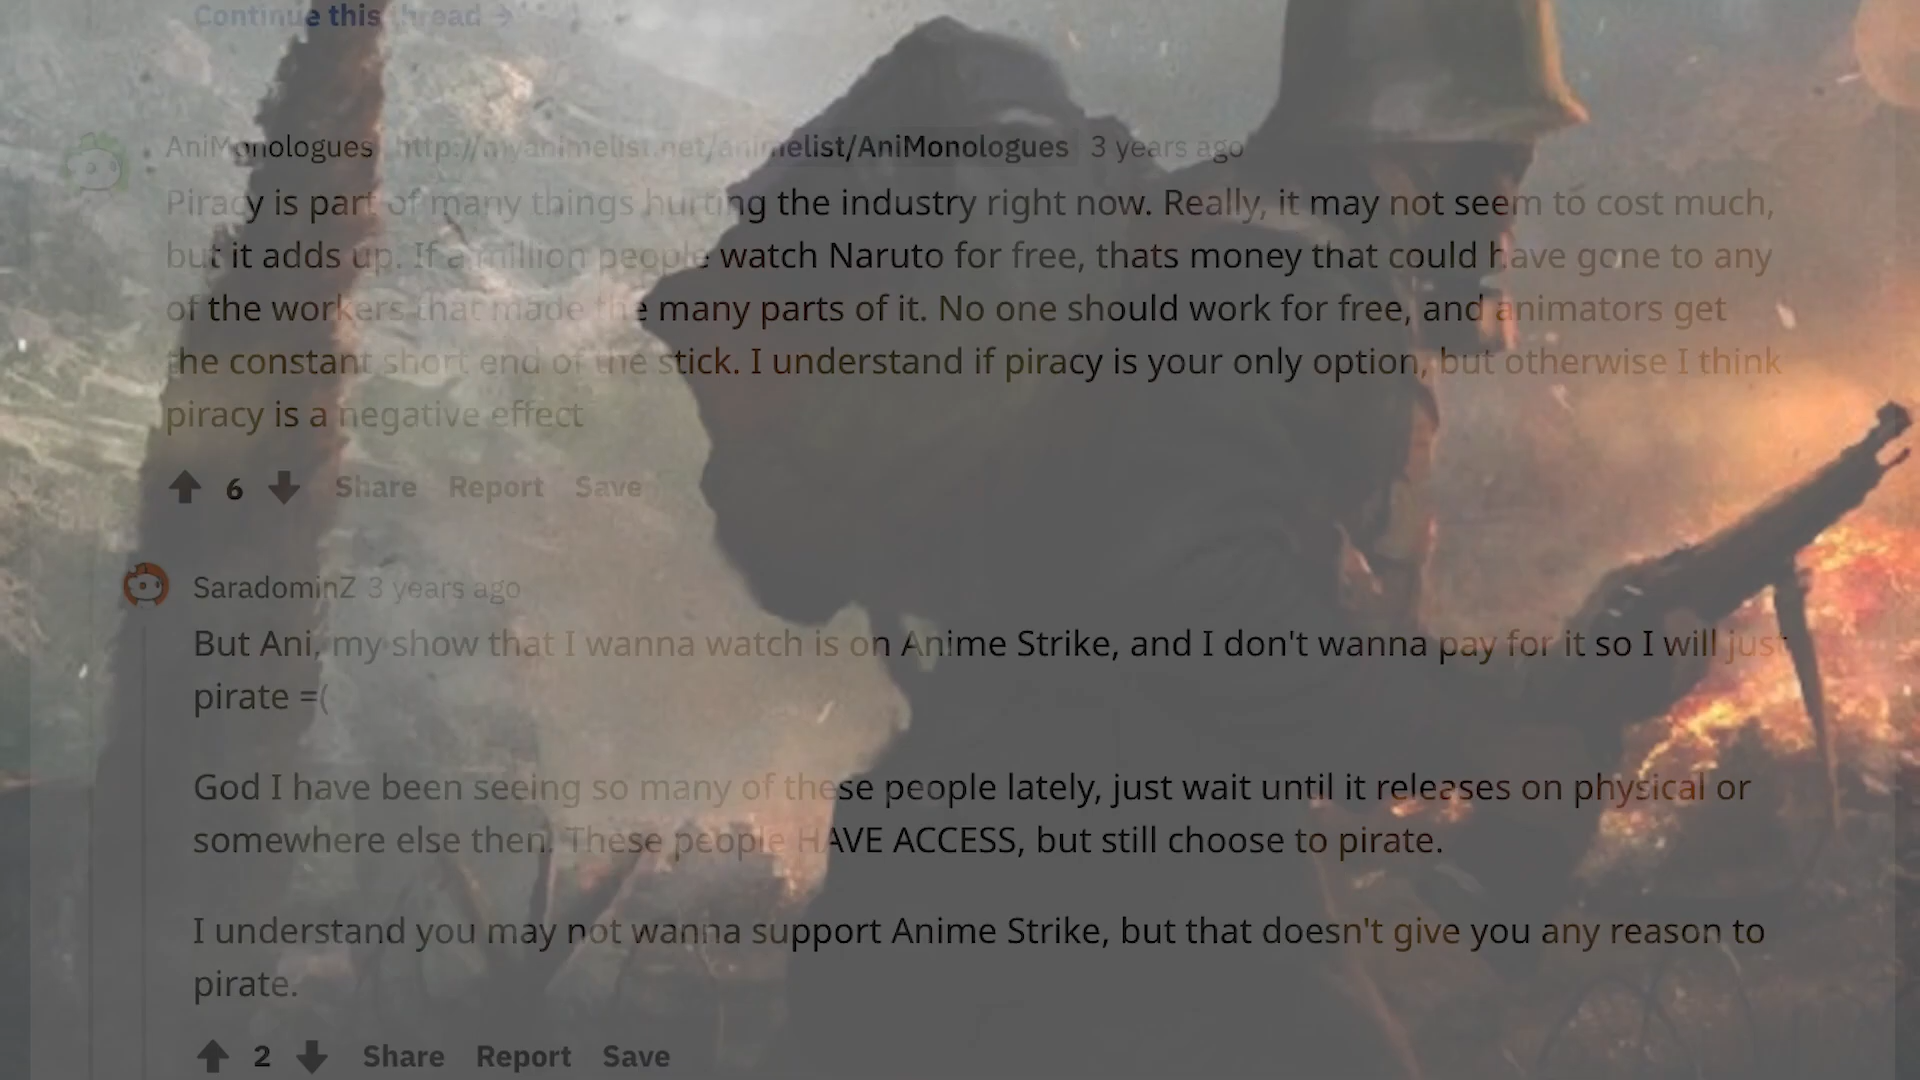 Continue this thread →
AniMonologues http://myanimelist.net/animelist/AniMonologues 3 years ago
Piracy is part of many things hurting the industry right now. Really, it may not seem to cost much,
but it adds up. If a million people watch Naruto for free, thats money that could have gone to any
of the workers that made the many parts of it. No one should work for free, and animators get
the constant short end of the stick. I understand if piracy is your only option, but otherwise I think
piracy is a negative effect
6 Share Report Save
SaradominZ 3 years ago
But Ani, my show that I wanna watch is on Anime Strike, and I don't wanna pay for it so I will just
pirate =(
God I have been seeing so many of these people lately, just wait until it releases on physical or
somewhere else then. These people HAVE ACCESS, but still choose to pirate.
I understand you may not wanna support Anime Strike, but that doesn't give you any reason to
pirate.
2 Share Report Save